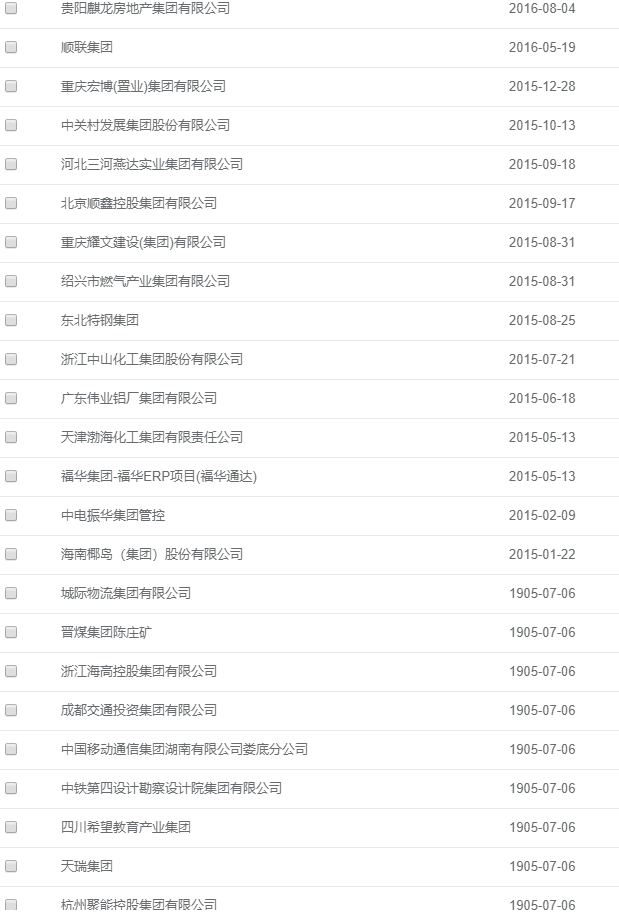 贵阳麒龙房地产集团有限公司 2016-08-04
顺联集团 2016-05-19
重庆宏博(置业)集团有限公司 2015-12-28
中关村发展集团股份有限公司 2015-10-13
河北三河燕达实业集团有限公司 2015-09-18
北京顺鑫控股集团有限公司 2015-09-17
重庆耀文建设(集团)有限公司 2015-08-31
绍兴市燃气产业集团有限公司 2015-08-31
东北特钢集团 2015-08-25
浙江中山化工集团股份有限公司 2015-07-21
广东伟业铝厂集团有限公司 2015-06-18
天津渤海化工集团有限责任公司 2015-05-13
福华集团-福华ERP项目(福华通达) 2015-05-13
中电振华集团管控 2015-02-09
海南椰岛（集团）股份有限公司 2015-01-22
城际物流集团有限公司 1905-07-06
晋煤集团陈庄矿 1905-07-06
浙江海高控股集团有限公司 1905-07-06
成都交通投资集团有限公司 1905-07-06
中国移动通信集团湖南有限公司娄底分公司 1905-07-06
中铁第四设计勘察设计院集团有限公司 1905-07-06
四川希望教育产业集团 1905-07-06
天瑞集团 1905-07-06
杭州聚能控股集团有限公司 1905-07-06